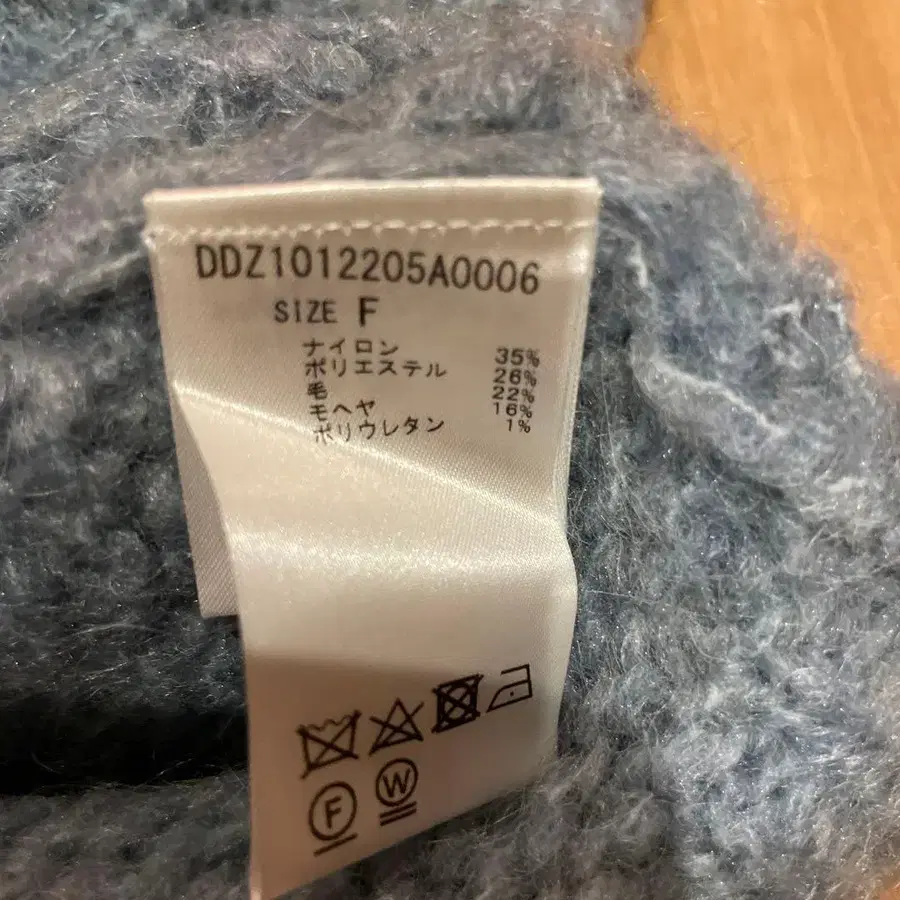 DDZ1012205A0006
SIZE F
ナイロン 35%
ポリエステル 26%
毛 22%
モヘヤ 16%
ポリウレタン 1%
F W